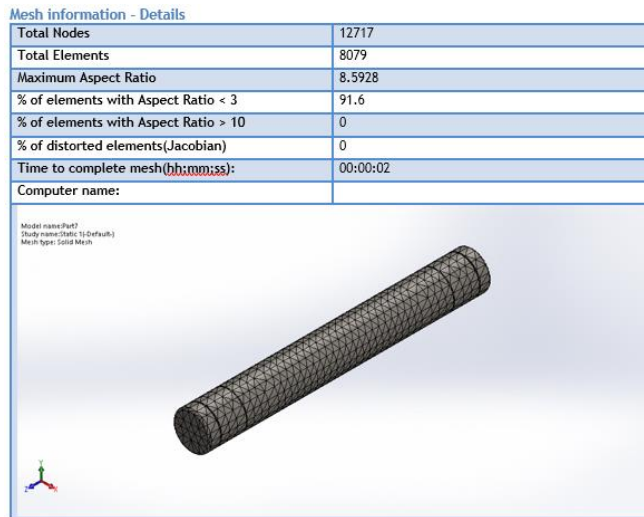 Mesh information - Details
Total Nodes 12717
Total Elements 8079
Maximum Aspect Ratio 8.5928
% of elements with Aspect Ratio < 3 91.6
% of elements with Aspect Ratio > 10 0
% of distorted elements(Jacobian) 0
Time to complete mesh(hh;mm;ss): 00:00:02
Computer name:
Model name:Part7
Study name:Static 1(-Default-)
Mesh type: Solid Mesh
Y
Z
X